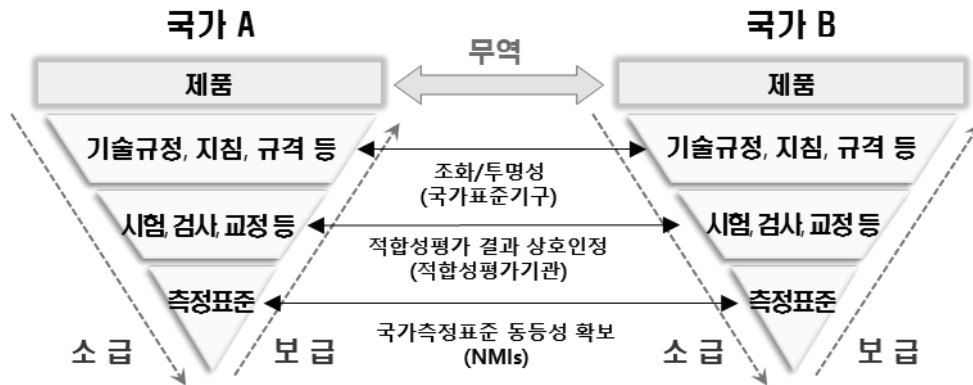 국가 A
국가 B
무역
제품
제품
기술규정, 지침, 규격 등
기술규정, 지침, 규격 등
조화/투명성
(국가표준기구)
시험, 검사, 교정 등
시험, 검사, 교정 등
적합성평가 결과 상호인정
(적합성평가기관)
측정표준
측정표준
국가측정표준 동등성 확보
(NMIs)
소 급
보 급
소 급
보 급